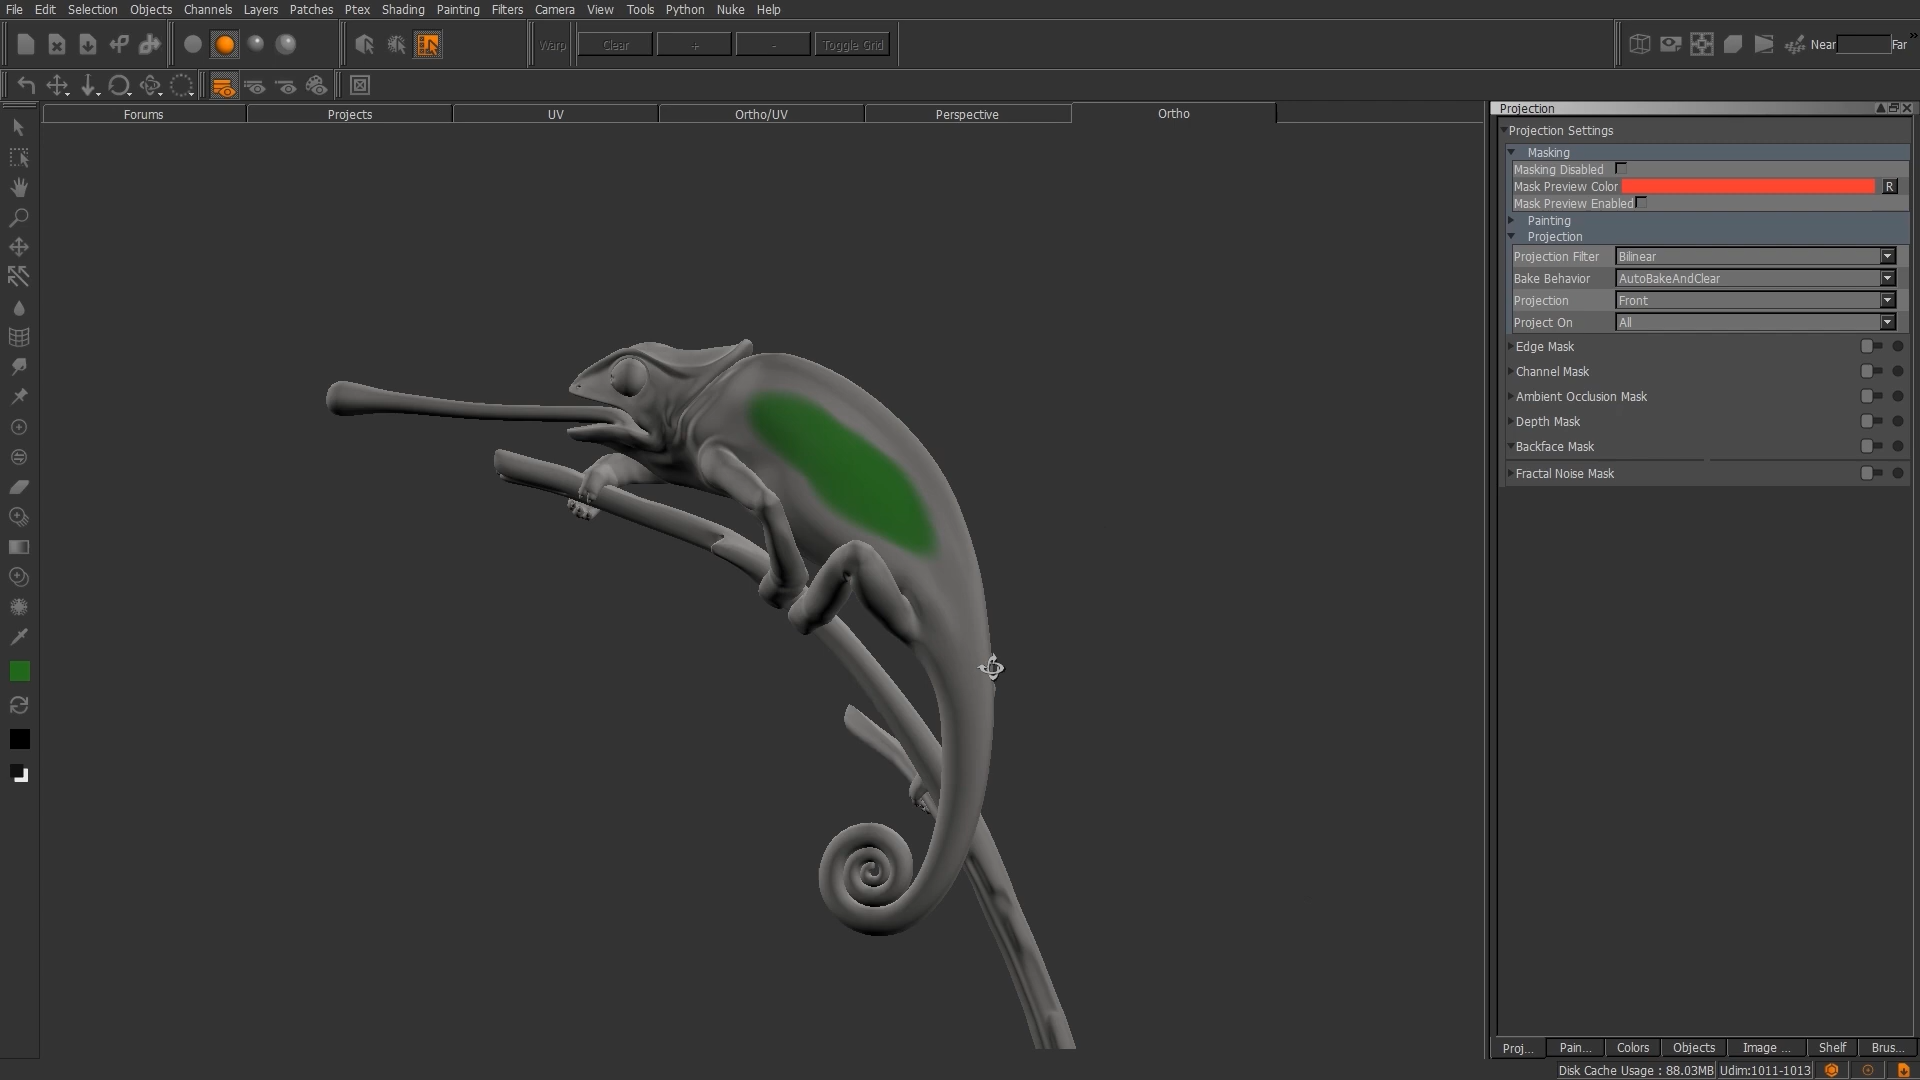 File Edit Selection Objects Channels Layers Patches Ptex Shading Painting Filters Camera View Tools Python Nuke Help
Warp Clear + - Toggle Grid Near Far »
Forums Projects UV Ortho/UV Perspective Ortho
Projection
Projection Settings
Masking
Masking Disabled
Mask Preview Color R
Mask Preview Enabled
Painting
Projection
Projection Filter Bilinear
Bake Behavior AutoBakeAndClear
Projection Front
Project On All
Edge Mask
Channel Mask
Ambient Occlusion Mask
Depth Mask
Backface Mask
Fractal Noise Mask
Proj... Pain... Colors Objects Image ... Shelf Brus...
Disk Cache Usage : 88.03MB Udim:1011-1013